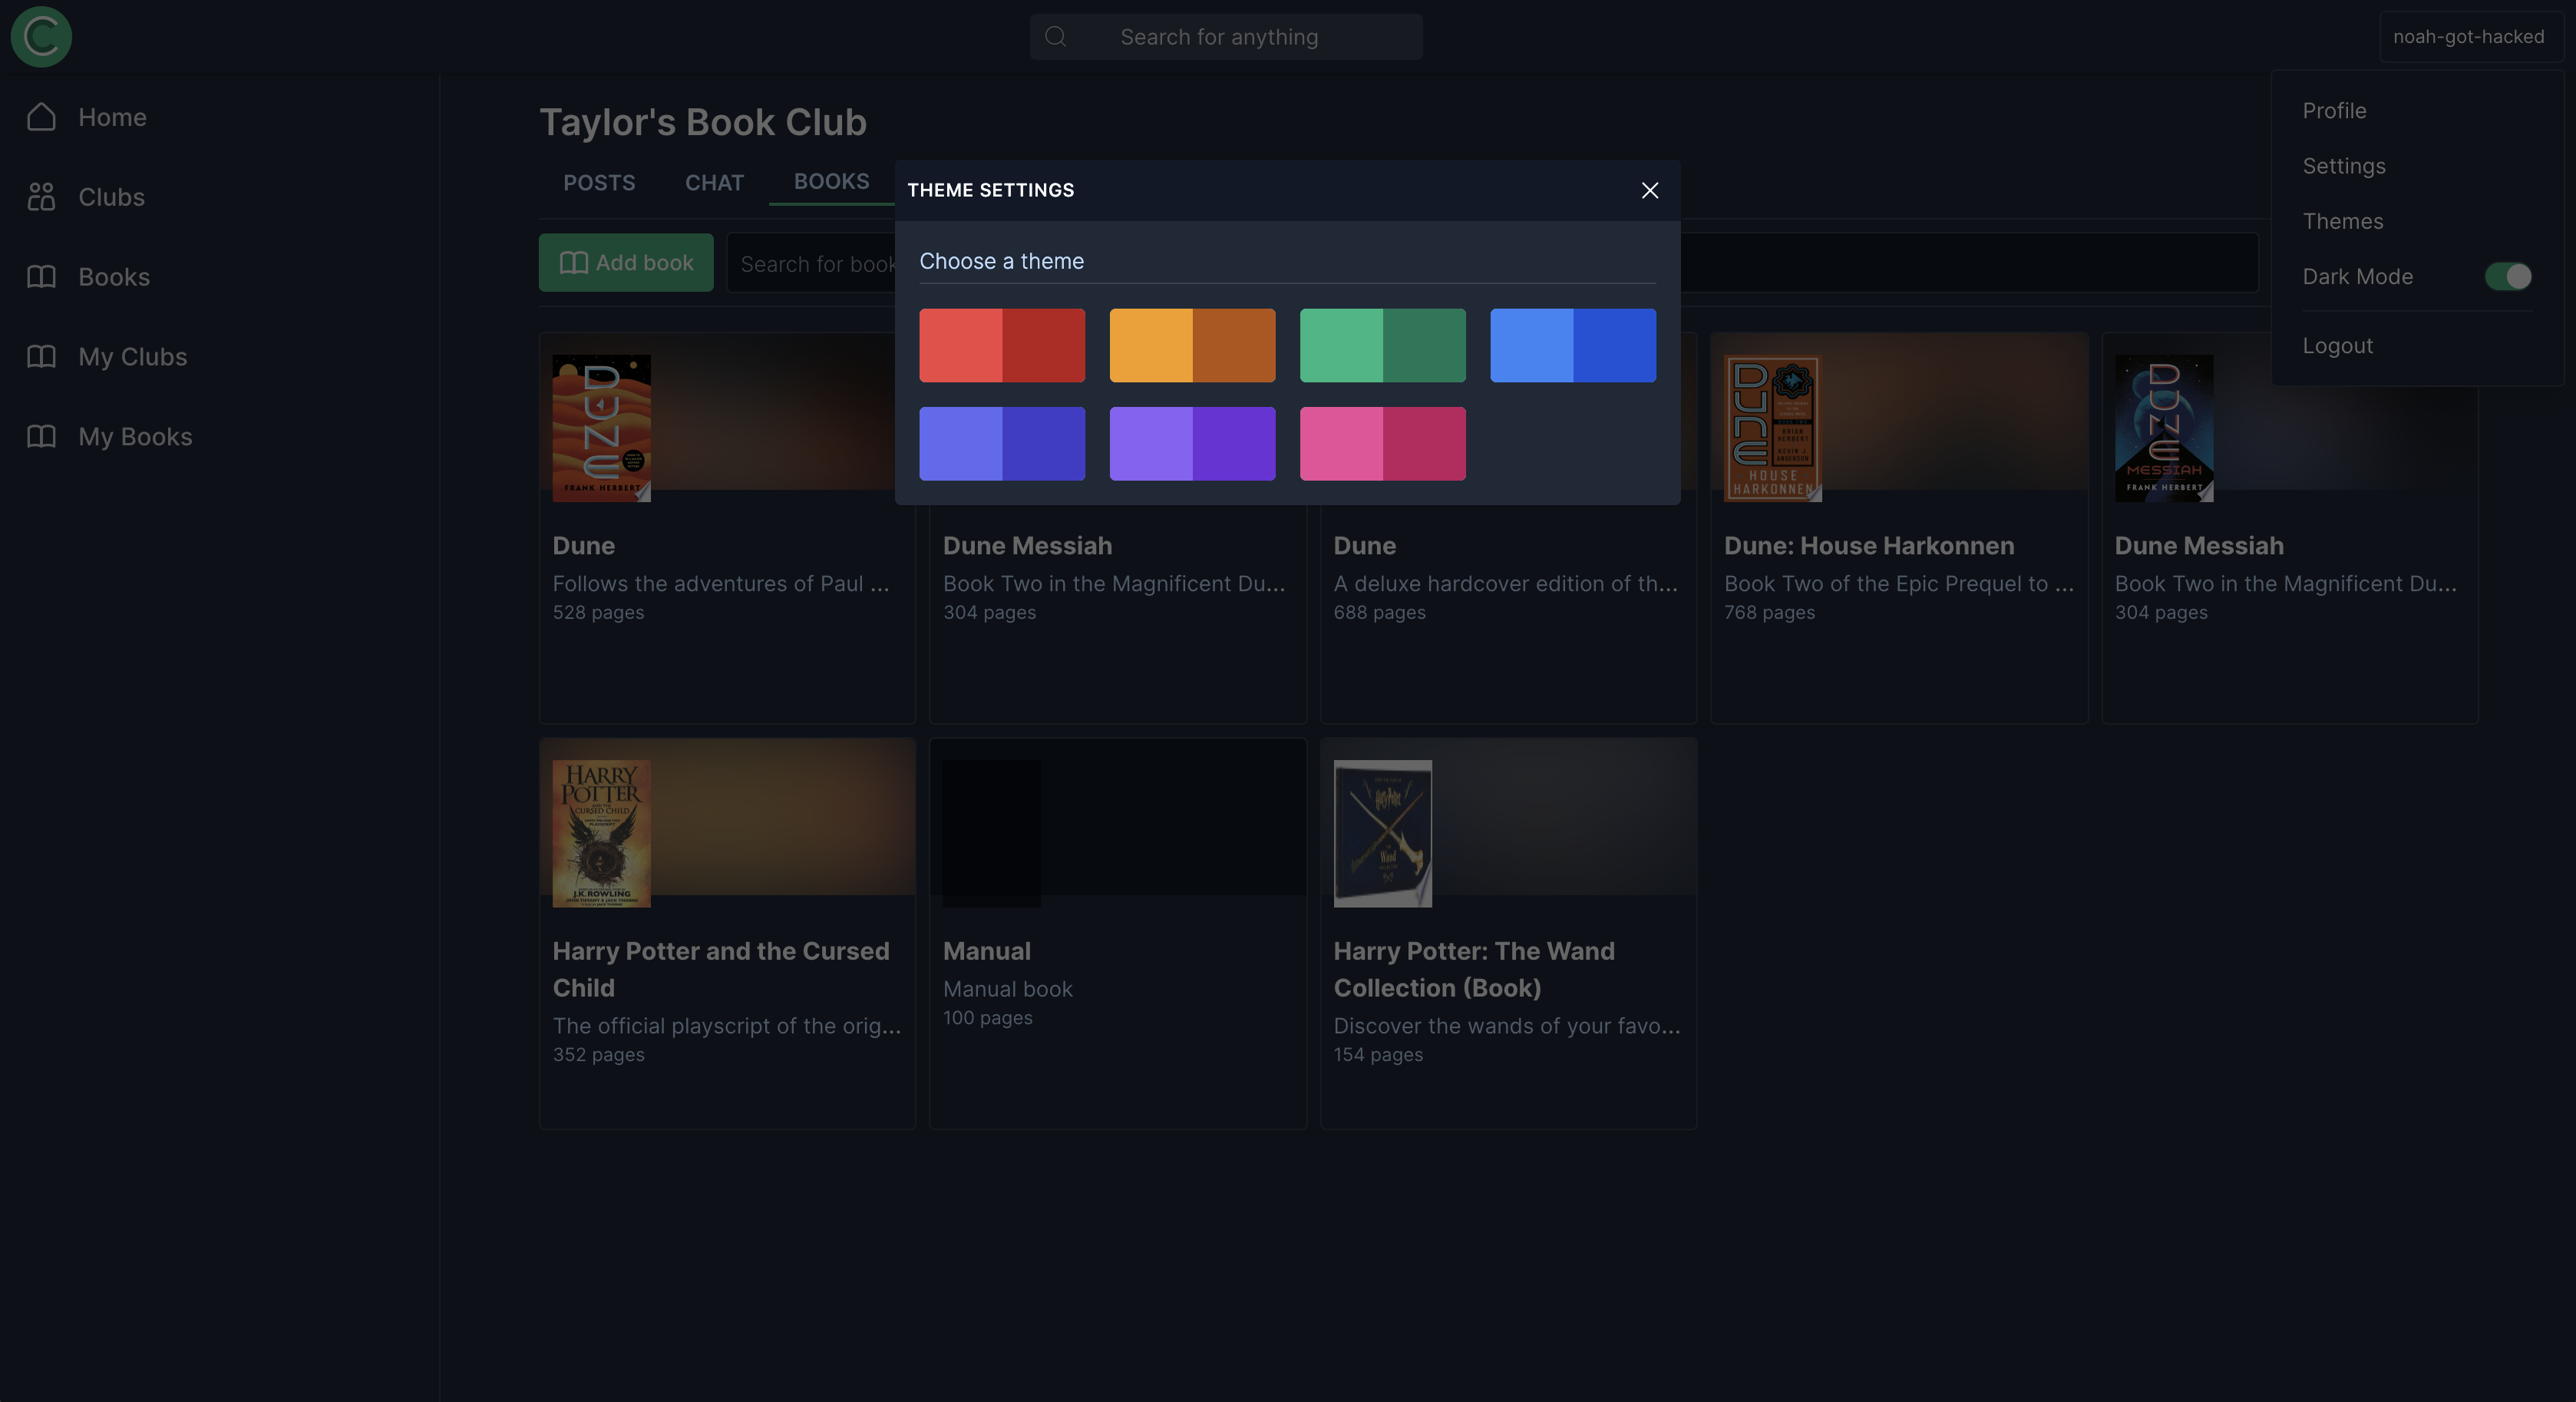 C
Search for anything
noah-got-hacked
Home
Clubs
Books
My Clubs
My Books
Profile
Settings
Themes
Dark Mode
Logout
Taylor's Book Club
POSTS
CHAT
BOOKS
Add book
Search for book
THEME SETTINGS
Choose a theme
DUNE
FRANK HERBERT
Dune
Follows the adventures of Paul ...
528 pages
Dune Messiah
Book Two in the Magnificent Du...
304 pages
Dune
A deluxe hardcover edition of th...
688 pages
DUNE
BRIAN
HERBERT
KEVIN J.
ANDERSON
HOUSE
HARKONNEN
Dune: House Harkonnen
Book Two of the Epic Prequel to ...
768 pages
DUNE
MESSIAH
FRANK HERBERT
Dune Messiah
Book Two in the Magnificent Du...
304 pages
HARRY
POTTER
AND THE
CURSED CHILD
J.K. ROWLING
Harry Potter and the Cursed
Child
The official playscript of the orig...
352 pages
Manual
Manual book
100 pages
Harry Potter
THE
Wand
Harry Potter: The Wand
Collection (Book)
Discover the wands of your favo...
154 pages